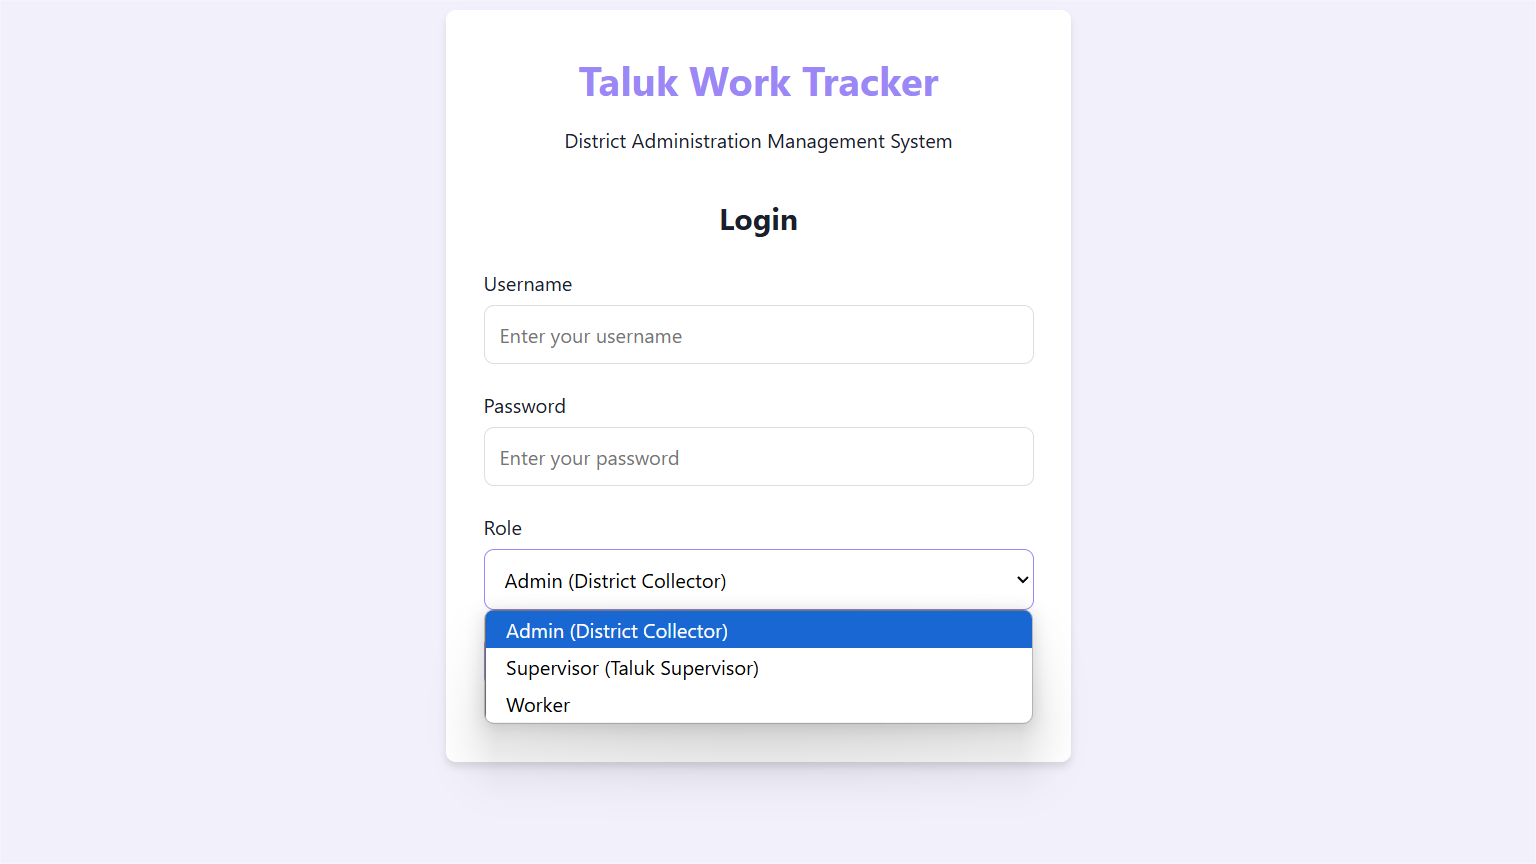 Taluk Work Tracker
District Administration Management System
Login
Username
Enter your username
Password
Enter your password
Role
Admin (District Collector)
Admin (District Collector)
Supervisor (Taluk Supervisor)
Worker